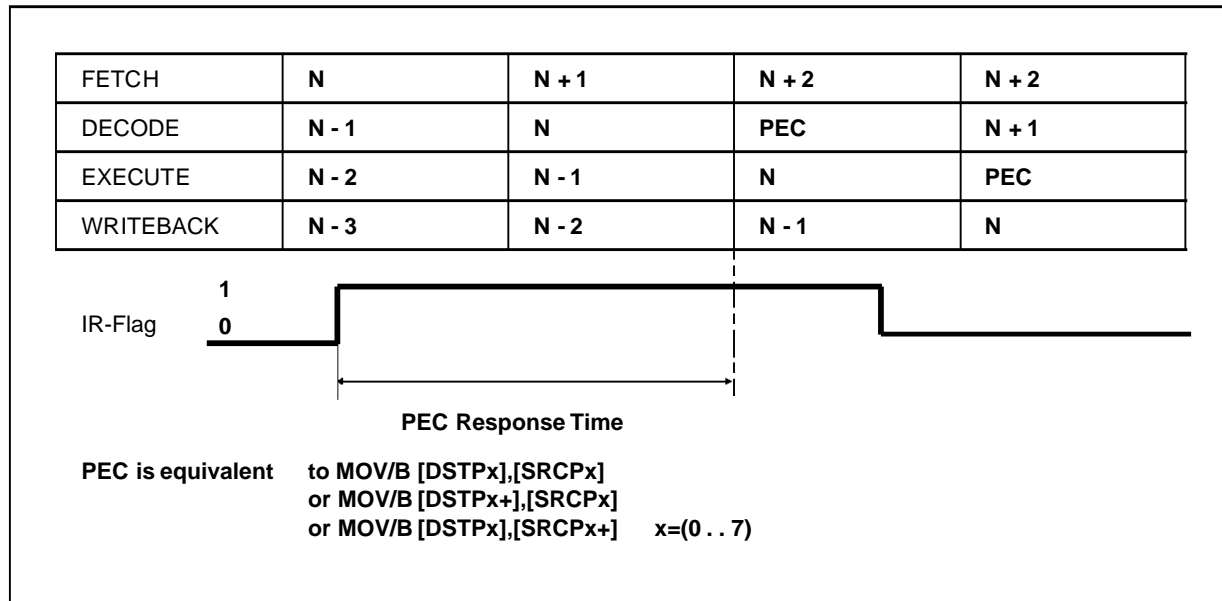 FETCH N N + 1 N + 2 N + 2
DECODE N - 1 N PEC N + 1
EXECUTE N - 2 N - 1 N PEC
WRITEBACK N - 3 N - 2 N - 1 N
1
IR-Flag 0
PEC Response Time
PEC is equivalent to MOV/B [DSTPx],[SRCPx]
or MOV/B [DSTPx+],[SRCPx]
or MOV/B [DSTPx],[SRCPx+] x=(0 . . 7)